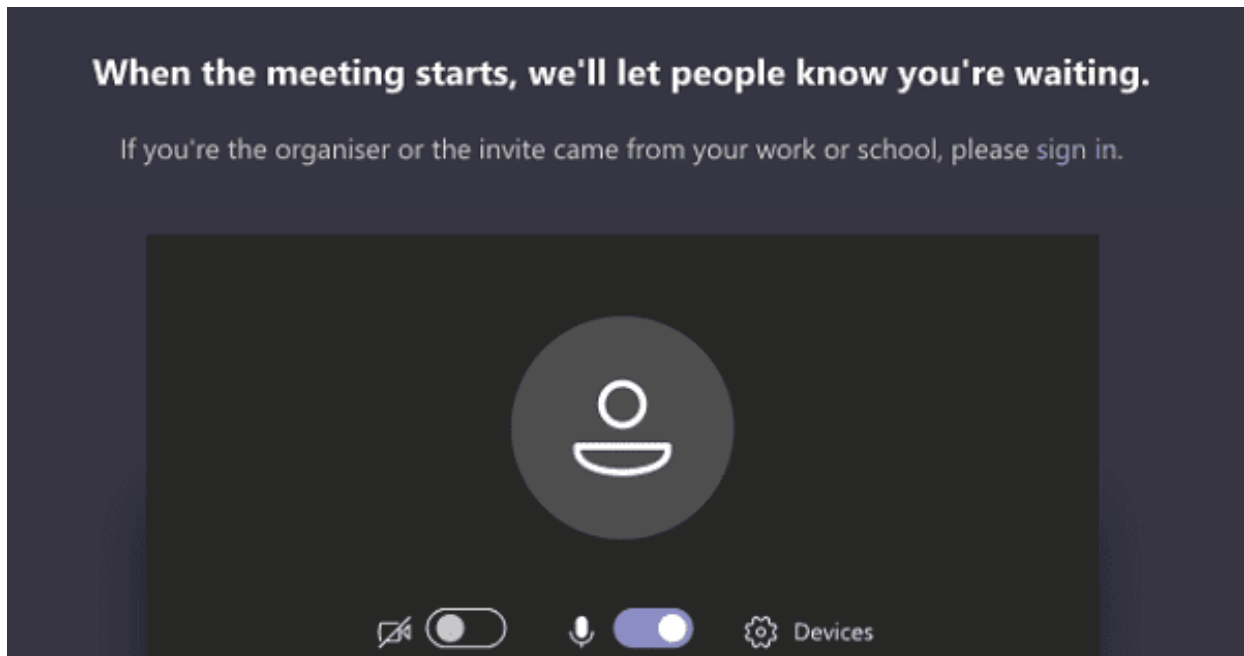 When the meeting starts, we'll let people know you're waiting.
If you're the organiser or the invite came from your work or school, please sign in.
Devices